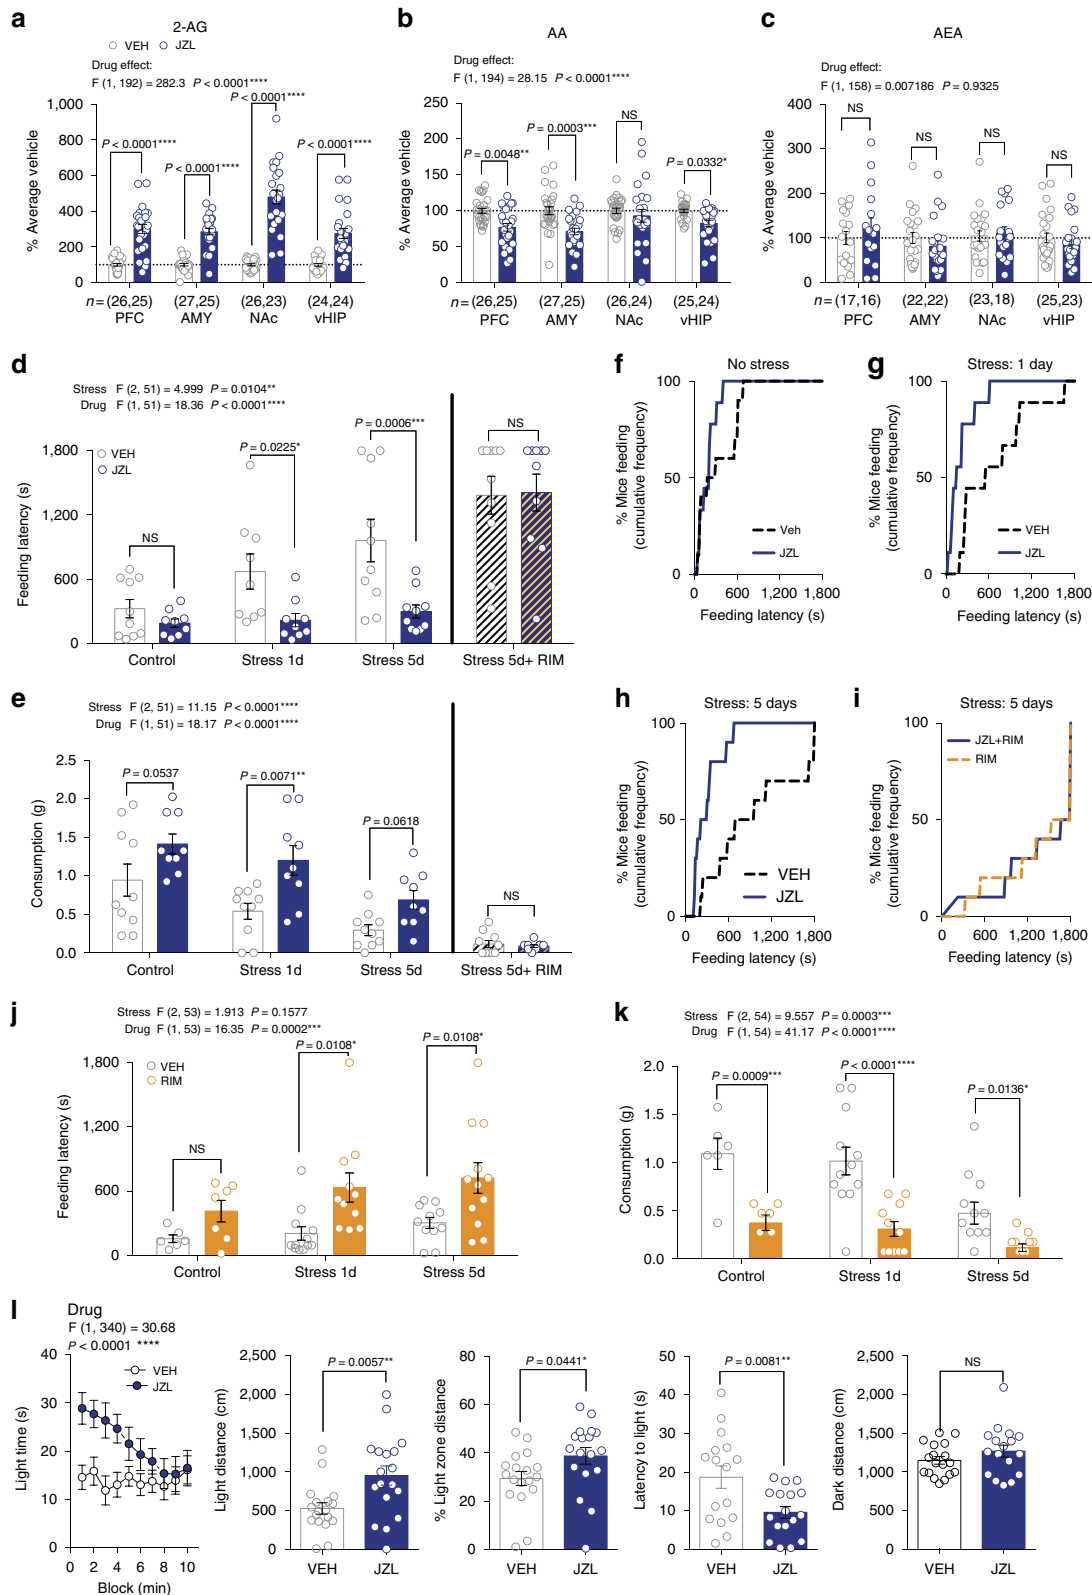 a
2-AG
VEH JZL
Drug effect:
F (1, 192) = 282.3 P < 0.0001****
P < 0.0001****
P < 0.0001****
P < 0.0001****
P < 0.0001****
% Average vehicle
1,000
800
600
400
200
0
n= (26,25) (27,25) (26,23) (24,24)
PFC AMY NAc vHIP
b
AA
Drug effect:
F (1, 194) = 28.15 P < 0.0001****
P = 0.0048**
P = 0.0003***
NS
P = 0.0332*
% Average vehicle
250
200
150
100
50
0
(26,25) (27,25) (26,24) (25,24)
PFC AMY NAc vHIP
c
AEA
Drug effect:
F (1, 158) = 0.007186 P = 0.9325
NS
NS
NS
NS
% Average vehicle
400
300
200
100
0
n= (17,16) (22,22) (23,18) (25,23)
PFC AMY NAc vHIP
d
Stress F (2, 51) = 4.999 P = 0.0104**
Drug F (1, 51) = 18.36 P < 0.0001****
VEH
JZL
NS
P = 0.0225*
P = 0.0006***
NS
Feeding latency (s)
1,800
1,200
600
0
Control Stress 1d Stress 5d Stress 5d+ RIM
f
No stress
% Mice feeding
(cumulative frequency)
100
50
0
Veh
JZL
0 600 1,200 1,800
Feeding latency (s)
g
Stress: 1 day
% Mice feeding
(cumulative frequency)
100
50
0
VEH
JZL
0 600 1,200 1,800
Feeding latency (s)
e
Stress F (2, 51) = 11.15 P < 0.0001****
Drug F (1, 51) = 18.17 P < 0.0001****
P = 0.0537
P = 0.0071**
P = 0.0618
NS
Consumption (g)
2.5
2.0
1.5
1.0
0.5
0.0
Control Stress 1d Stress 5d Stress 5d+ RIM
h
Stress: 5 days
% Mice feeding
(cumulative frequency)
100
50
0
VEH
JZL
0 600 1,200 1,800
Feeding latency (s)
i
Stress: 5 days
JZL+RIM
RIM
% Mice feeding
(cumulative frequency)
100
50
0
0 600 1,200 1,800
Feeding latency (s)
j
Stress F (2, 53) = 1.913 P = 0.1577
Drug F (1, 53) = 16.35 P = 0.0002***
VEH
RIM
NS
P = 0.0108*
P = 0.0108*
Feeding latency (s)
1,800
1,200
600
0
Control Stress 1d Stress 5d
k
Stress F (2, 54) = 9.557 P = 0.0003***
Drug F (1, 54) = 41.17 P < 0.0001****
P = 0.0009***
P < 0.0001****
P = 0.0136*
Consumption (g)
2.0
1.5
1.0
0.5
0.0
Control Stress 1d Stress 5d
l
Drug
F (1, 340) = 30.68
P < 0.0001 ****
VEH
JZL
Light time (s)
40
30
20
10
0
0 2 4 6 8 10
Block (min)
P = 0.0057**
Light distance (cm)
2,500
2,000
1,500
1,000
500
0
VEH JZL
P = 0.0441*
% Light zone distance
80
60
40
20
0
VEH JZL
P = 0.0081**
Latency to light (s)
50
40
30
20
10
0
VEH JZL
NS
Dark distance (cm)
2,500
2,000
1,500
1,000
500
0
VEH JZL